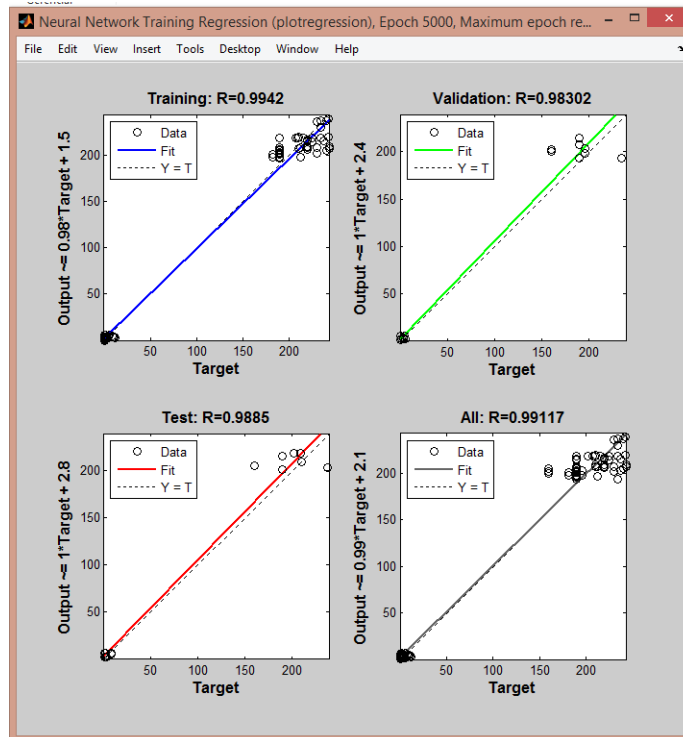 Gerencial
Neural Network Training Regression (plotregression), Epoch 5000, Maximum epoch re...
File Edit View Insert Tools Desktop Window Help
Training: R=0.9942
Output ~= 0.98*Target + 1.5
Data
Fit
Y = T
200
150
100
50
50 100 150 200
Target
Validation: R=0.98302
Output ~= 1*Target + 2.4
Data
Fit
Y = T
200
150
100
50
50 100 150 200
Target
Test: R=0.9885
Output ~= 1*Target + 2.8
Data
Fit
Y = T
200
150
100
50
50 100 150 200
Target
All: R=0.99117
Output ~= 0.99*Target + 2.1
Data
Fit
Y = T
200
150
100
50
50 100 150 200
Target